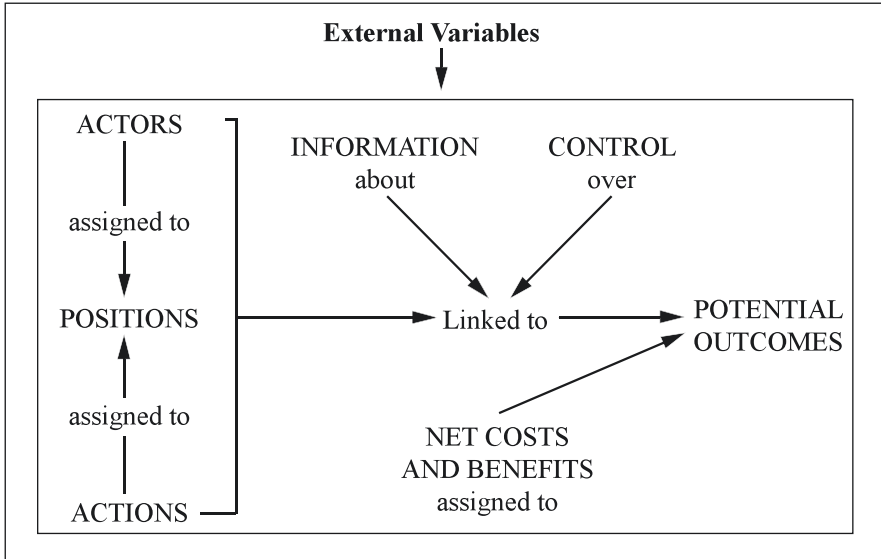 External Variables
ACTORS
assigned to
POSITIONS
assigned to
ACTIONS
INFORMATION
about
CONTROL
over
Linked to
POTENTIAL
OUTCOMES
NET COSTS
AND BENEFITS
assigned to